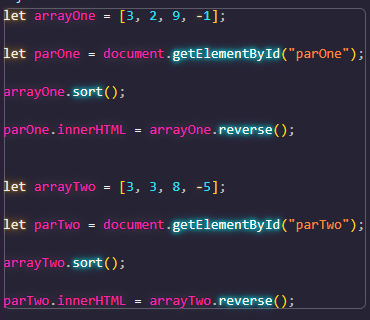 let arrayOne = [3, 2, 9, -1];
let parOne = document.getElementById("parOne");
arrayOne.sort();
parOne.innerHTML = arrayOne.reverse();
let arrayTwo = [3, 3, 8, -5];
let parTwo = document.getElementById("parTwo");
arrayTwo.sort();
parTwo.innerHTML = arrayTwo.reverse();